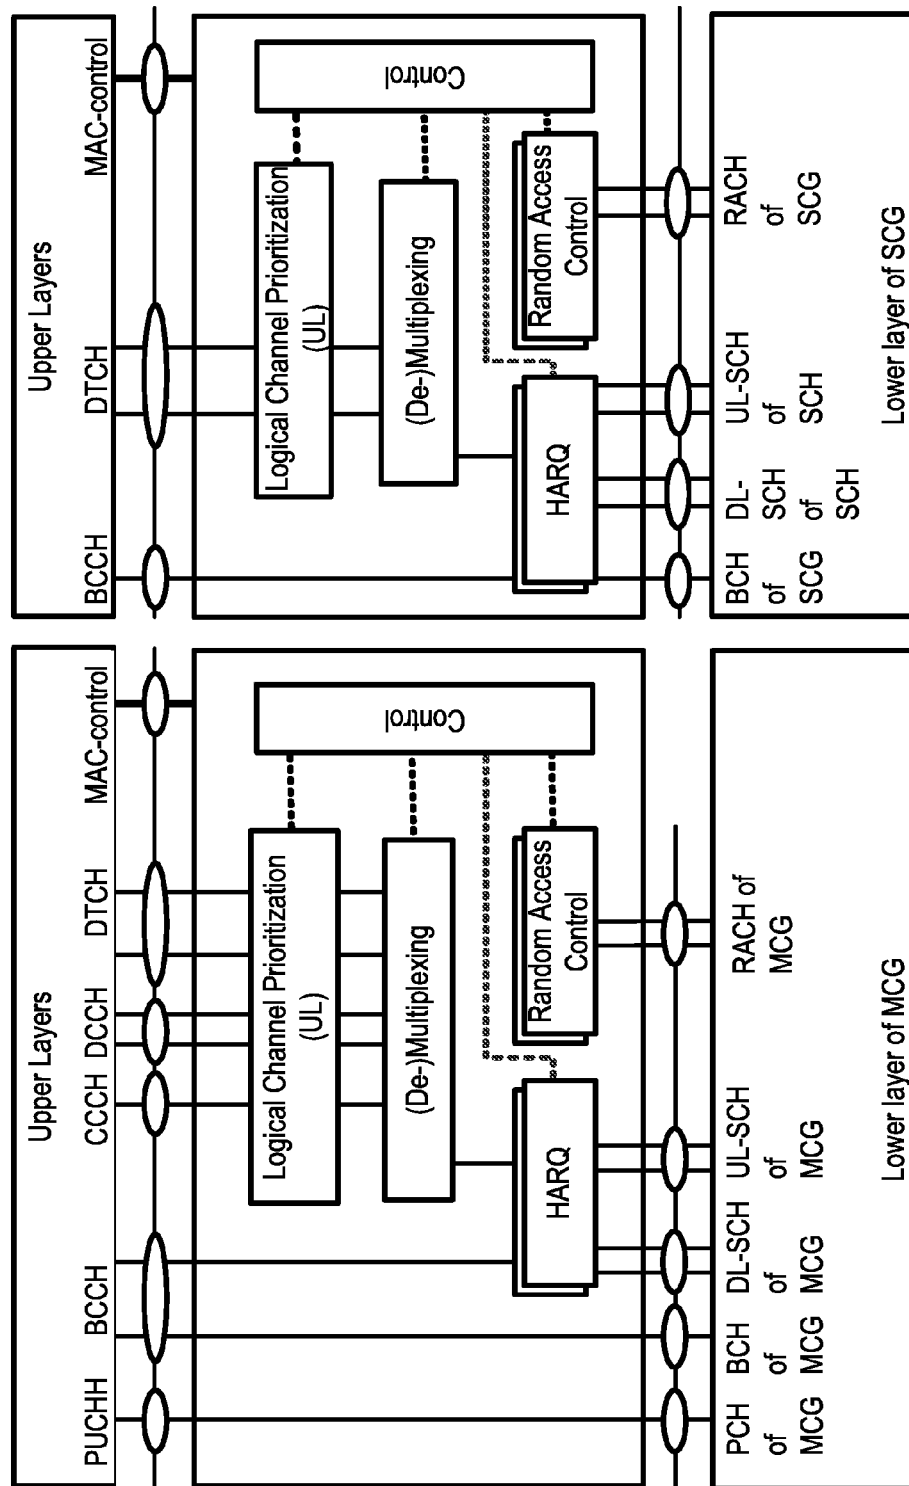 Upper Layers
PUCHH
BCCH
CCCH
DCCH
DTCH
MAC-control
Logical Channel Prioritization
(UL)
(De-)Multiplexing
HARQ
Random Access
Control
Control
PCH
of
MCG
BCH
of
MCG
DL-SCH
of
MCG
UL-SCH
of
MCG
RACH of
MCG
Lower layer of MCG
Upper Layers
BCCH
DTCH
MAC-control
Logical Channel Prioritization
(UL)
(De-)Multiplexing
HARQ
Random Access
Control
Control
BCH
of
SCG
DL-
SCH
of
SCH
UL-SCH
of
SCH
RACH
of
SCG
Lower layer of SCG